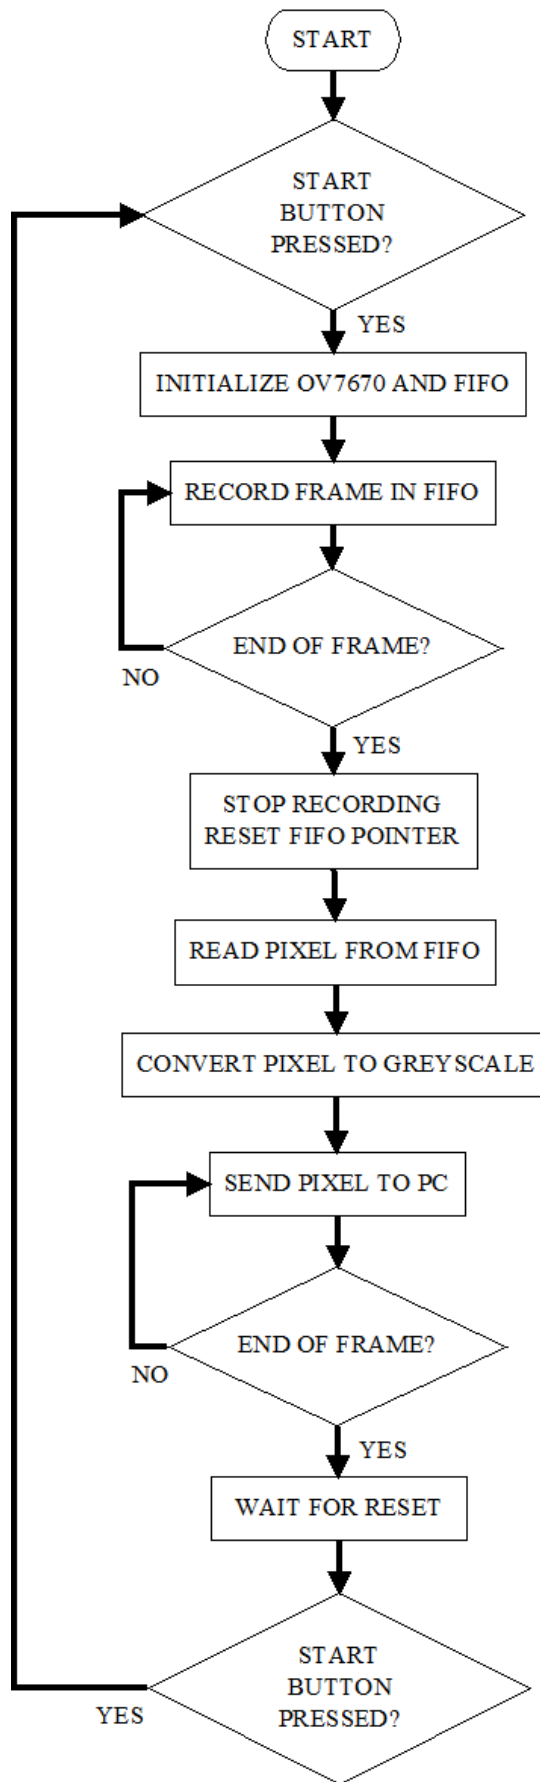 START
START
BUTTON
PRESSED?
YES
INITIALIZE OV7670 AND FIFO
RECORD FRAME IN FIFO
END OF FRAME?
NO
YES
STOP RECORDING
RESET FIFO POINTER
READ PIXEL FROM FIFO
CONVERT PIXEL TO GREYSCALE
SEND PIXEL TO PC
END OF FRAME?
NO
YES
WAIT FOR RESET
START
BUTTON
PRESSED?
YES